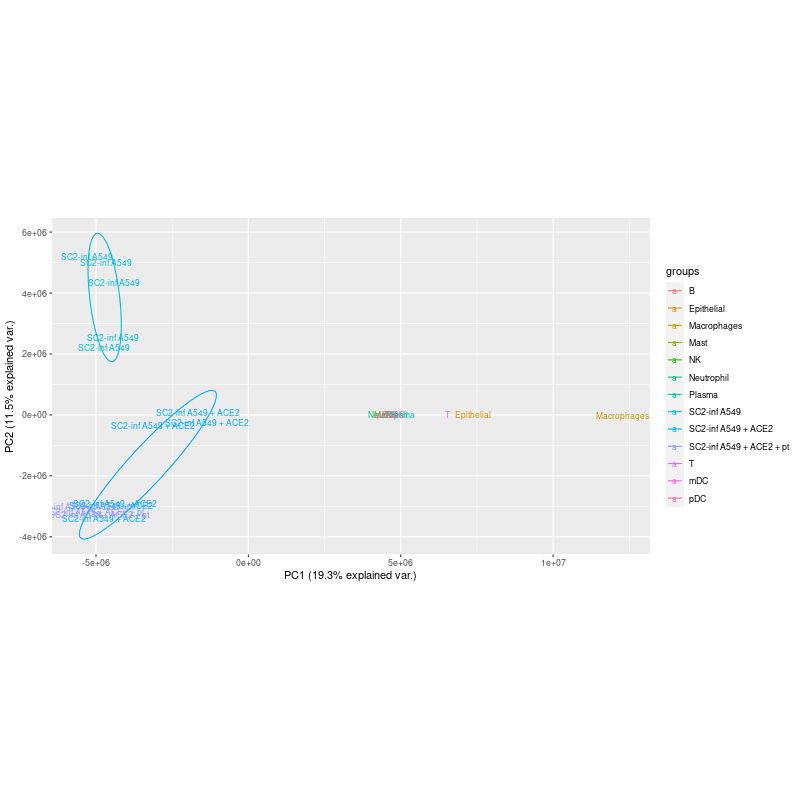 6e+06
4e+06
2e+06
0e+00
-2e+06
-4e+06
PC2 (11.5% explained var.)
SC2-inf A549
SC2-inf A549
SC2-inf A549
SC2-inf A549
SC2-inf A549
SC2-inf A549 + ACE2
SC2-inf A549 + ACE2
SC2-inf A549 + ACE2
T Epithelial
Macrophages
SC2-inf A549 + ACE2
SC2-inf A549 + ACE2
-5e+06
0e+00
5e+06
1e+07
PC1 (19.3% explained var.)
groups
a B
a Epithelial
a Macrophages
a Mast
a NK
a Neutrophil
a Plasma
a SC2-inf A549
a SC2-inf A549 + ACE2
a SC2-inf A549 + ACE2 + pt
a T
a mDC
a pDC